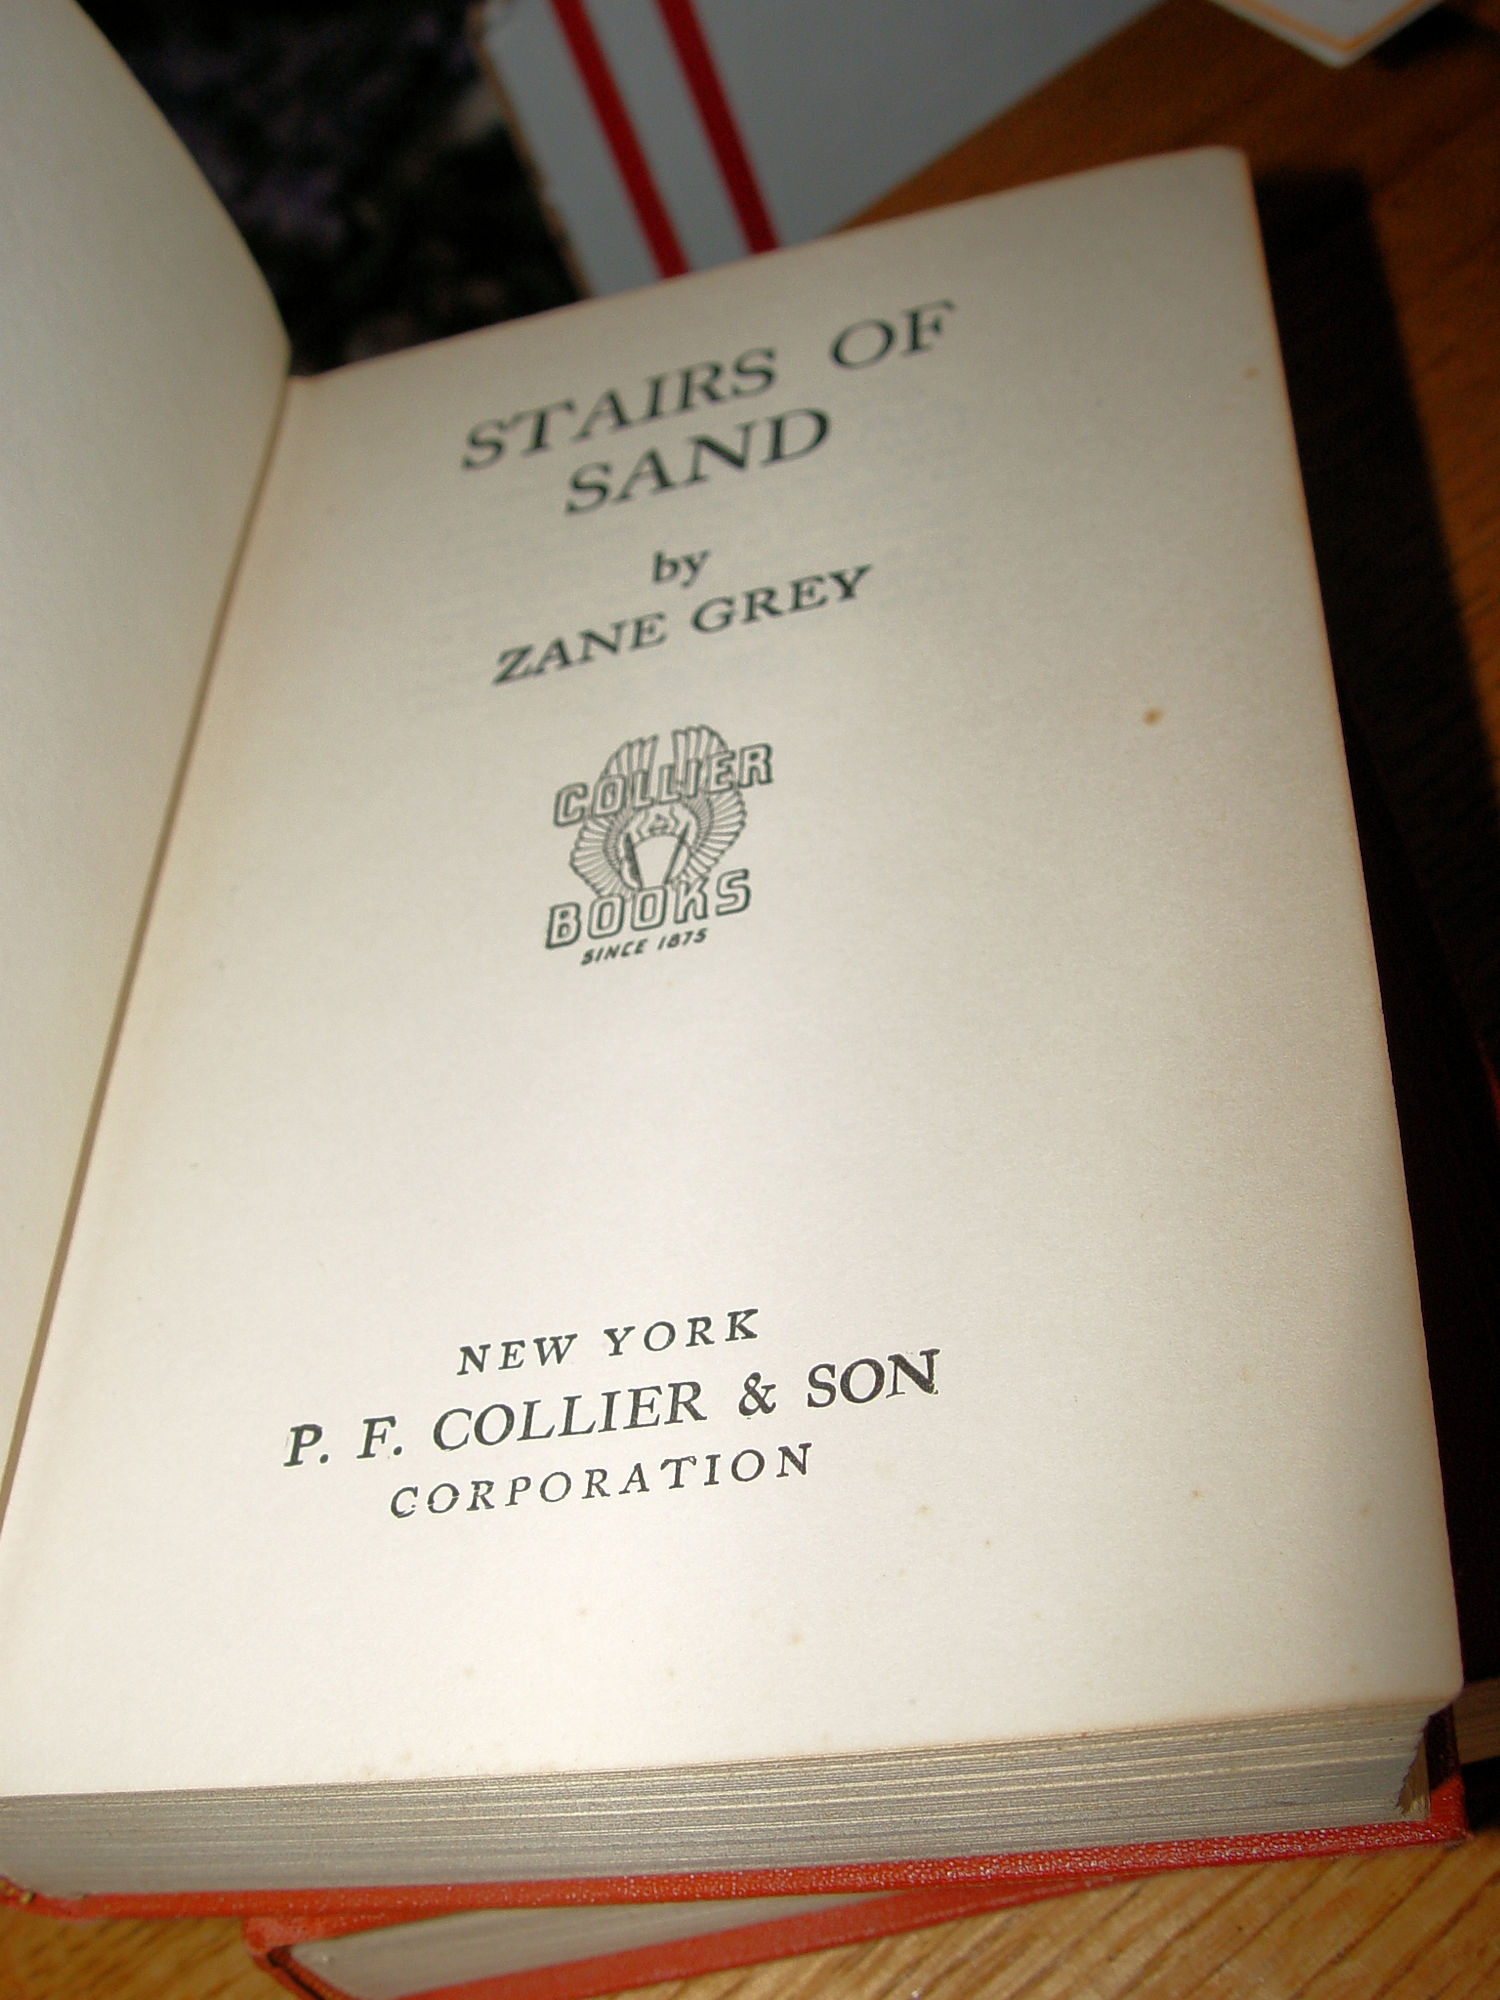 STAIRS OF
SAND
by
ZANE GREY
COLLIER
BOOKS
SINCE 1875
NEW YORK
P. F. COLLIER & SON
CORPORATION